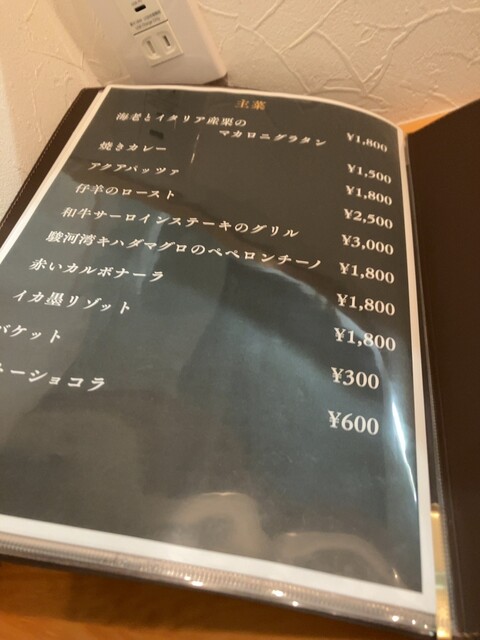 主菜
海老とイタリア産栗の
マカロニグラタン ¥1,800
焼きカレー ¥1,500
アクアパッツァ ¥1,800
仔羊のロースト ¥2,500
和牛サーロインステーキのグリル ¥3,000
駿河湾キハダマグロのペペロンチーノ ¥1,800
赤いカルボナーラ ¥1,800
イカ墨リゾット ¥1,800
バケット ¥300
ネーショコラ ¥600